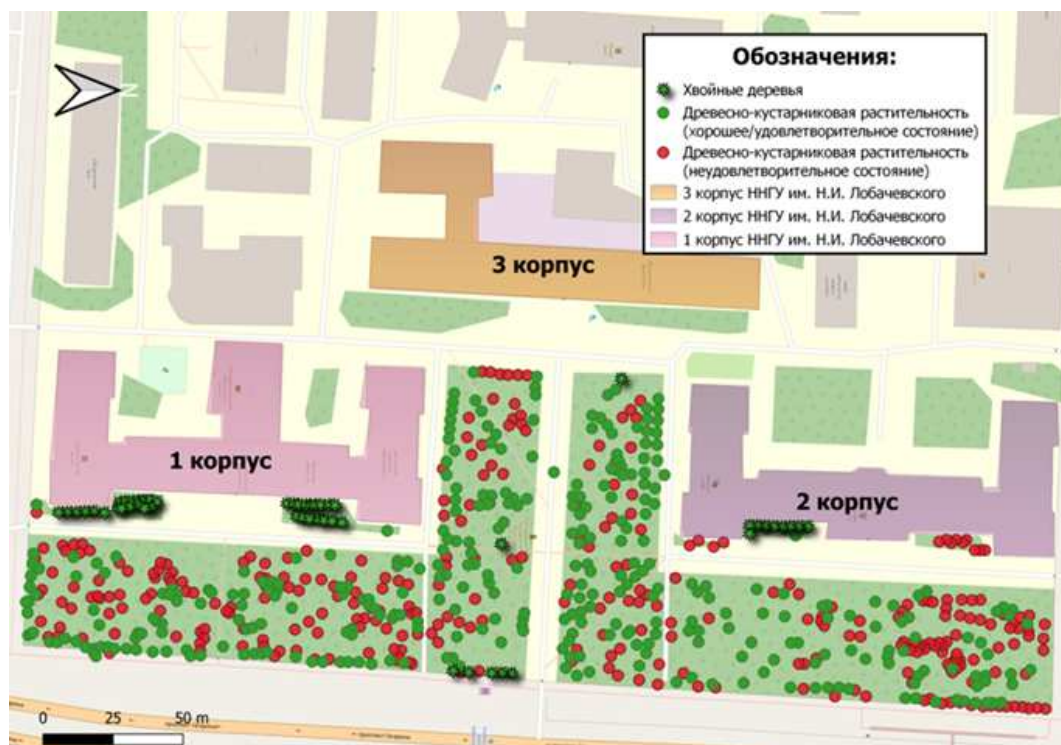 N
Обозначения:
Хвойные деревья
Древесно-кустарниковая растительность
(хорошее/удовлетворительное состояние)
Древесно-кустарниковая растительность
(неудовлетворительное состояние)
3 корпус ННГУ им. Н.И. Лобачевского
2 корпус ННГУ им. Н.И. Лобачевского
1 корпус ННГУ им. Н.И. Лобачевского
3 корпус
1 корпус
2 корпус
0 25 50 m